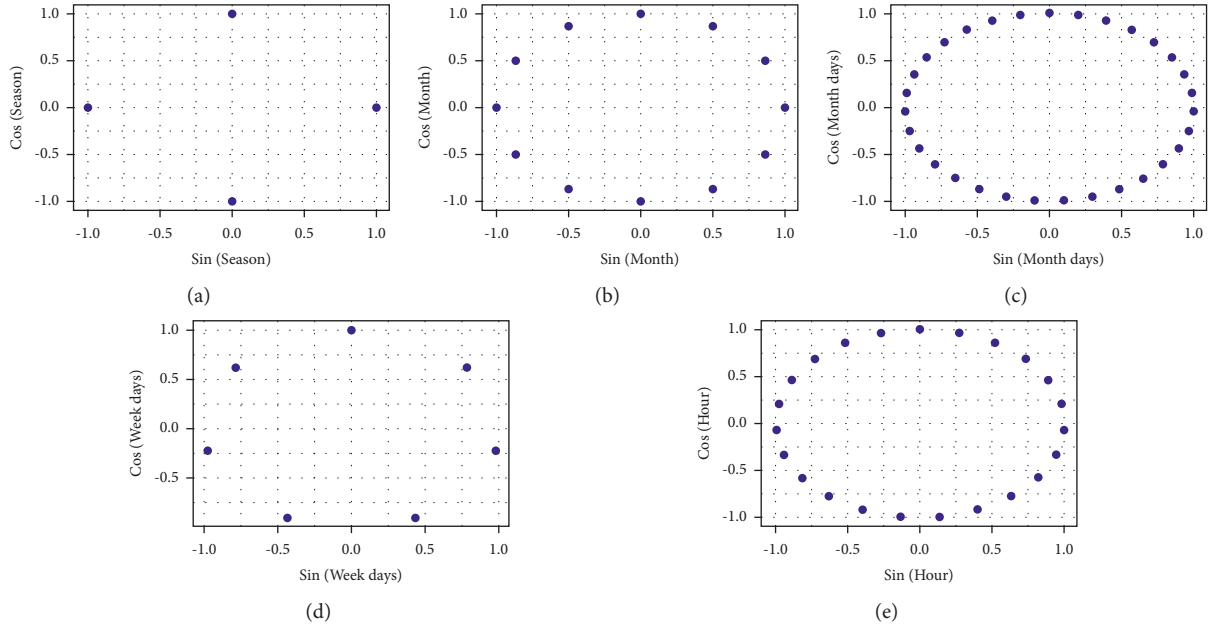 1.0
0.5
0.0
-0.5
-1.0
Cos (Season)
-1.0 -0.5 0.0 0.5 1.0
Sin (Season)
(a)
1.0
0.5
0.0
-0.5
-1.0
Cos (Month)
-1.0 -0.5 0.0 0.5 1.0
Sin (Month)
(b)
1.0
0.5
0.0
-0.5
-1.0
Cos (Month days)
-1.0 -0.5 0.0 0.5 1.0
Sin (Month days)
(c)
1.0
0.5
0.0
-0.5
Cos (Week days)
-1.0 -0.5 0.0 0.5 1.0
Sin (Week days)
(d)
1.0
0.5
0.0
-0.5
-1.0
Cos (Hour)
-1.0 -0.5 0.0 0.5 1.0
Sin (Hour)
(e)